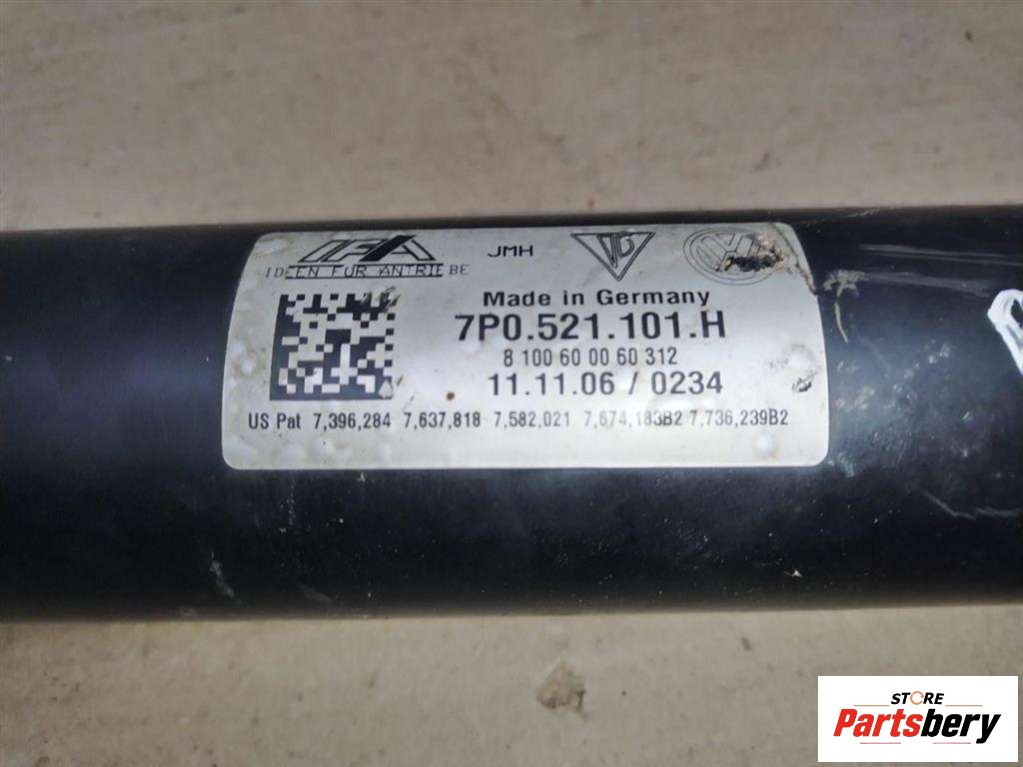 IFA
IDEEN FÜR ANTRIEBE
JMH
Made in Germany
7P0.521.101.H
8 100 60 00 60 312
11.11.06 / 0234
US Pat 7,396,284 7,637,818 7,582,021 7,674,183B2 7,736,239B2
STORE
Partsbery